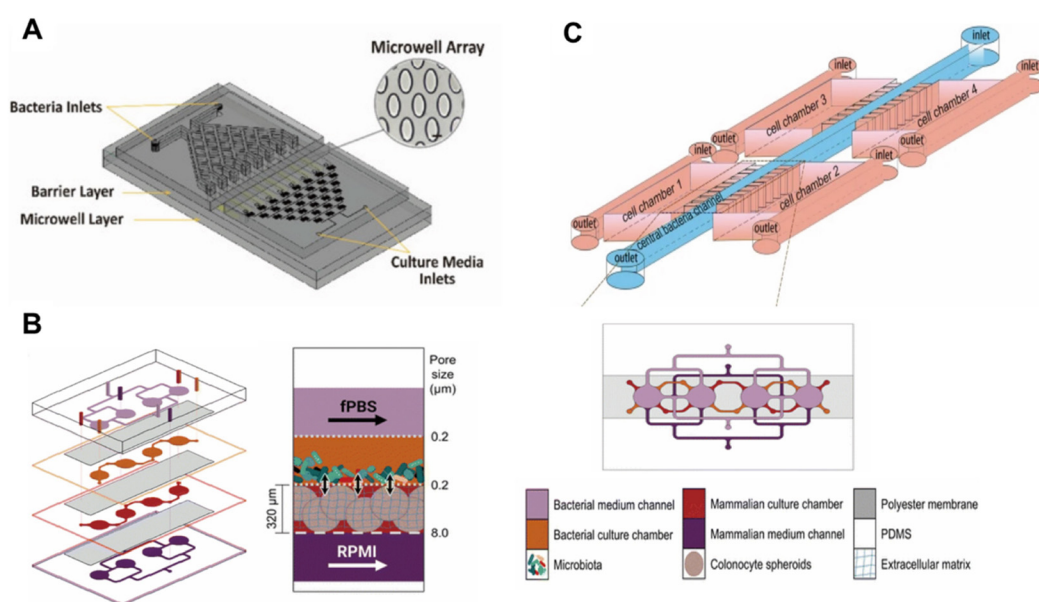 A
Microwell Array
Bacteria Inlets
Barrier Layer
Microwell Layer
Culture Media
Inlets
C
inlet
inlet
inlet
cell chamber 3
cell chamber 4
outlet
outlet
inlet
inlet
cell chamber 1
cell chamber 2
central bacteria channel
outlet
outlet
outlet
B
Pore
size
(μm)
fPBS
0.2
0.2
320 μm
8.0
RPMI
Bacterial medium channel
Mammalian culture chamber
Polyester membrane
Bacterial culture chamber
Mammalian medium channel
PDMS
Microbiota
Colonocyte spheroids
Extracellular matrix